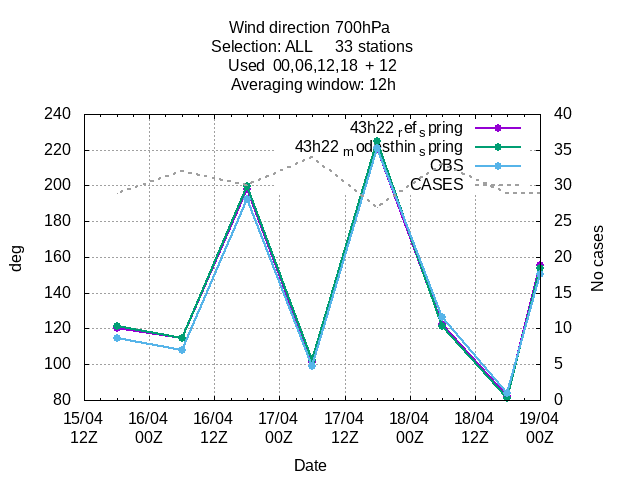 Wind direction 700hPa
Selection: ALL 33 stations
Used 00,06,12,18 + 12
Averaging window: 12h
43h22 ref spring
43h22 mod sthin spring
OBS
CASES
deg
240
220
200
180
160
140
120
100
80
40
35
30
25
20
15
10
5
0
No cases
15/04 16/04 16/04 17/04 17/04 18/04 18/04 19/04
12Z 00Z 12Z 00Z 12Z 00Z 12Z 00Z
Date